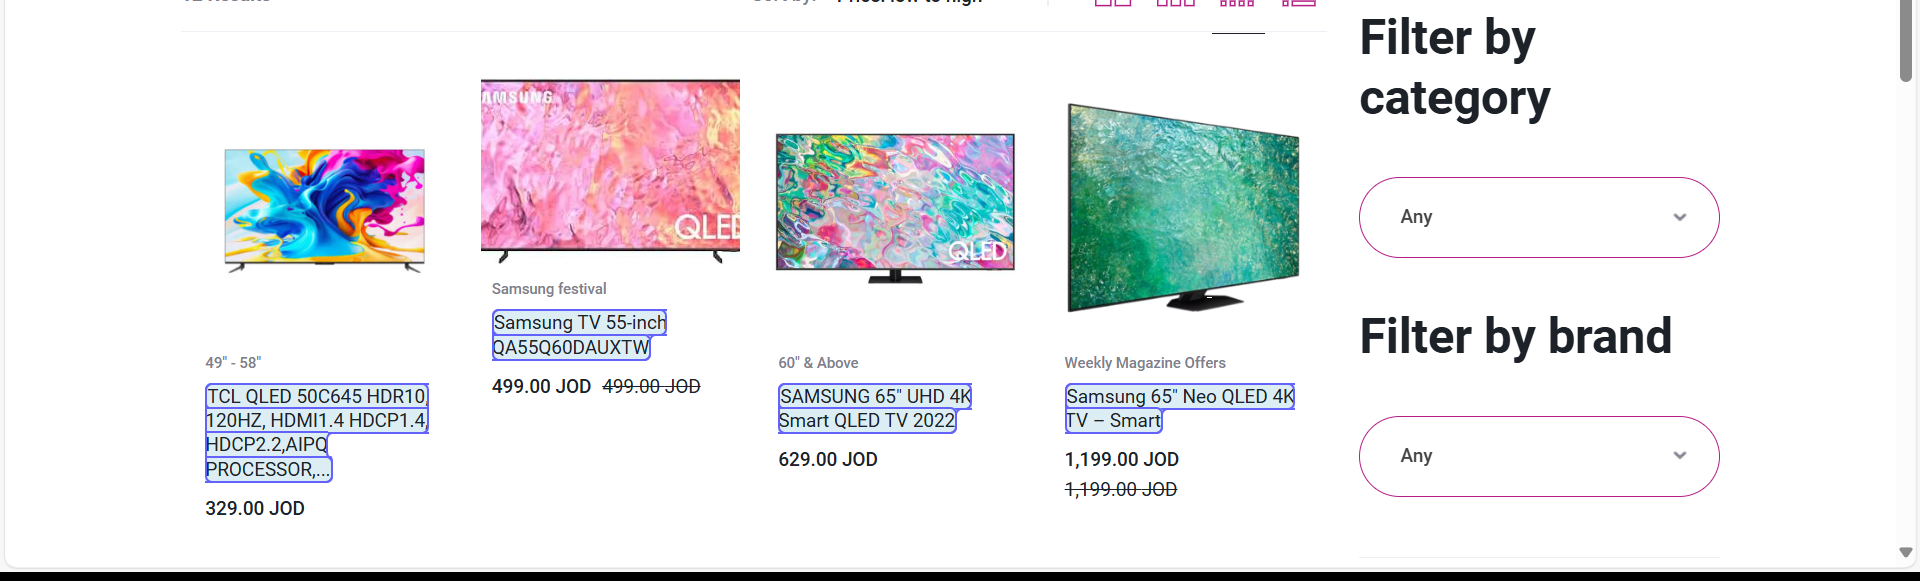 Filter by
category
Any
Filter by brand
Any
SAMSUNG
QLED
QLED
49" - 58"
TCL QLED 50C645 HDR10,
120HZ, HDMI1.4 HDCP1.4,
HDCP2.2,AIPQ
PROCESSOR,...
329.00 JOD
Samsung festival
Samsung TV 55-inch
QA55Q60DAUXTW
499.00 JOD 499.00 JOD
60" & Above
SAMSUNG 65" UHD 4K
Smart QLED TV 2022
629.00 JOD
Weekly Magazine Offers
Samsung 65" Neo QLED 4K
TV – Smart
1,199.00 JOD
1,199.00 JOD